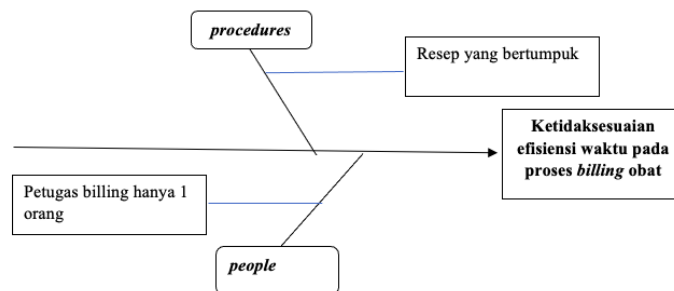 procedures
Resep yang bertumpuk
Ketidaksesuaian
efisiensi waktu pada
proses billing obat
Petugas billing hanya 1
orang
people